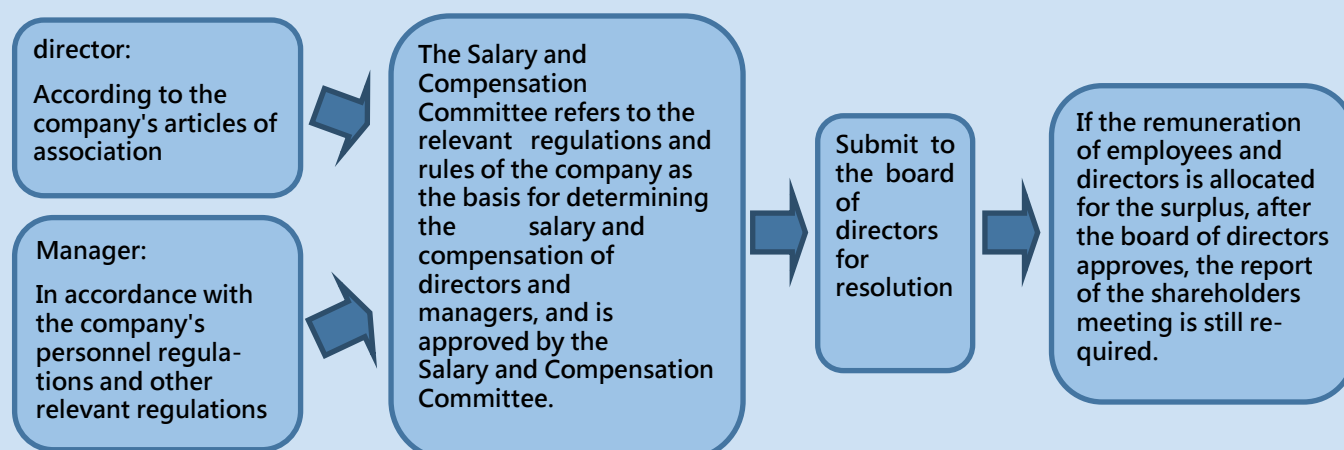 director:
According to the
company's articles of
association
Manager:
In accordance with
the company's
personnel regula-
tions and other
relevant regulations
The Salary and
Compensation
Committee refers to the
relevant regulations and
rules of the company as
the basis for determining
the salary and
compensation of
directors and
managers, and is
approved by the
Salary and Compensation
Committee.
Submit to
the board
of
directors
for
resolution
If the remuneration
of employees and
directors is allocated
for the surplus, after
the board of directors
approves, the report
of the shareholders
meeting is still re-
quired.